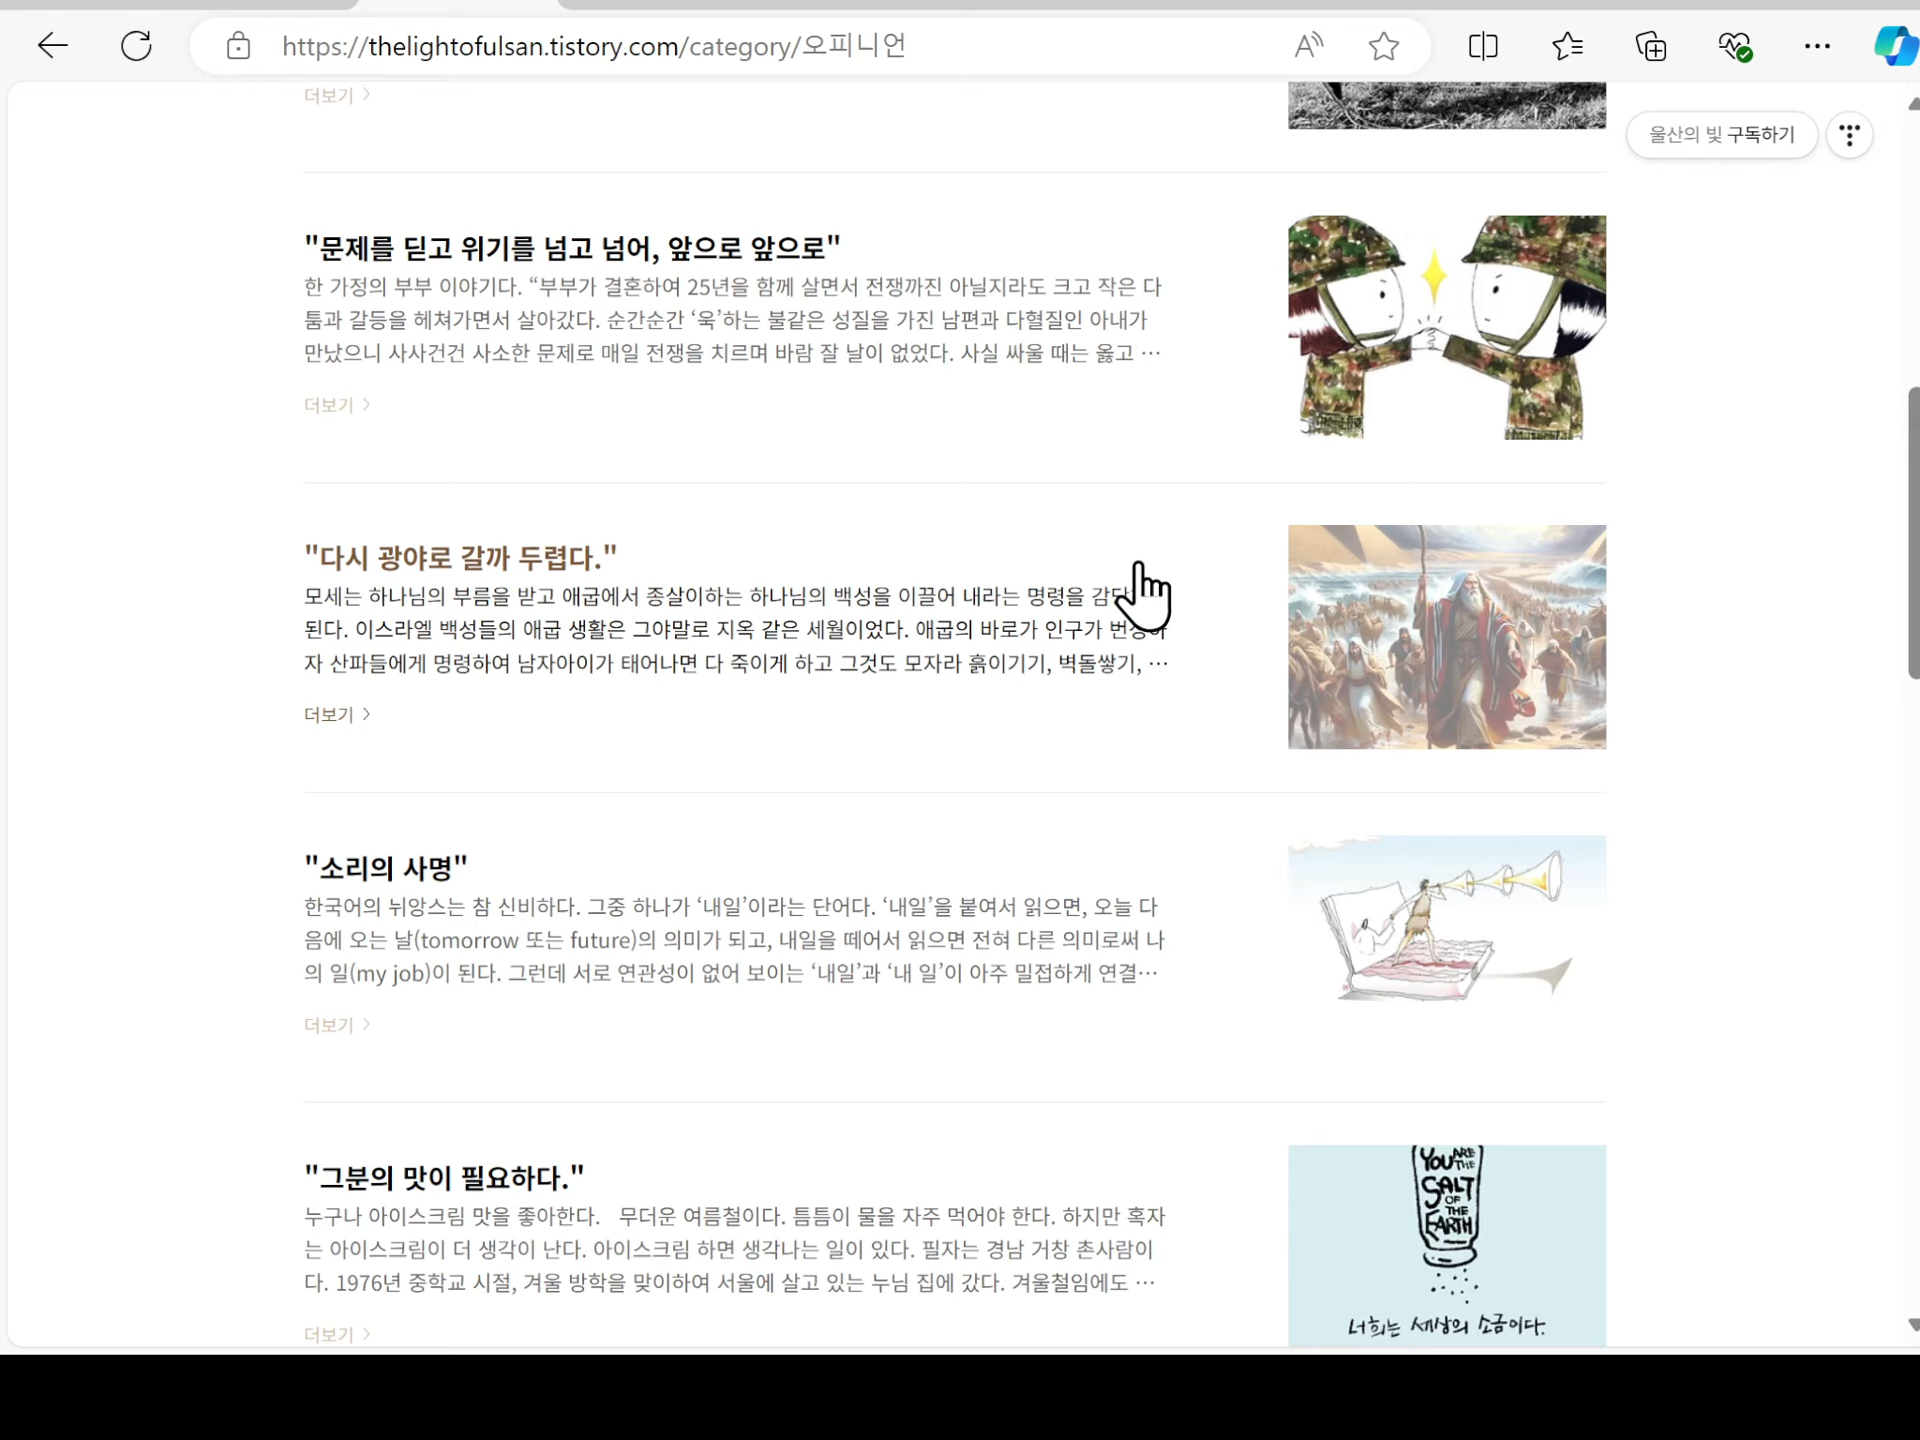 https://thelightofulsan.tistory.com/category/오피니언
더보기
울산의 빛 구독하기
"문제를 딛고 위기를 넘고 넘어, 앞으로 앞으로"
한 가정의 부부 이야기다. “부부가 결혼하여 25년을 함께 살면서 전쟁까진 아닐지라도 크고 작은 다
툼과 갈등을 헤쳐가면서 살아갔다. 순간순간 ‘욱’하는 불같은 성질을 가진 남편과 다혈질인 아내가
만났으니 사사건건 사소한 문제로 매일 전쟁을 치르며 바람 잘 날이 없었다. 사실 싸울 때는 옳고 …
더보기
"다시 광야로 갈까 두렵다."
모세는 하나님의 부름을 받고 애굽에서 종살이하는 하나님의 백성을 이끌어 내라는 명령을
된다. 이스라엘 백성들의 애굽 생활은 그야말로 지옥 같은 세월이었다. 애굽의 바로가 인구가
자 산파들에게 명령하여 남자아이가 태어나면 다 죽이게 하고 그것도 모자라 흙이기기, 벽돌쌓기, …
더보기
"소리의 사명"
한국어의 뉘앙스는 참 신비하다. 그중 하나가 ‘내일’이라는 단어다. ‘내일’을 붙여서 읽으면, 오늘 다
음에 오는 날(tomorrow 또는 future)의 의미가 되고, 내일을 떼어서 읽으면 전혀 다른 의미로써 나
의 일(my job)이 된다. 그런데 서로 연관성이 없어 보이는 ‘내일’과 ‘내 일’이 아주 밀접하게 연결…
더보기
"그분의 맛이 필요하다."
누구나 아이스크림 맛을 좋아한다. 무더운 여름철이다. 틈틈이 물을 자주 먹어야 한다. 하지만 혹자
는 아이스크림이 더 생각이 난다. 아이스크림 하면 생각나는 일이 있다. 필자는 경남 거창 촌사람이
다. 1976년 중학교 시절, 겨울 방학을 맞이하여 서울에 살고 있는 누님 집에 갔다. 겨울철임에도 …
더보기
YOU ARE THE
SALT
OF
THE
EARTH
너희는 세상의 소금이다.